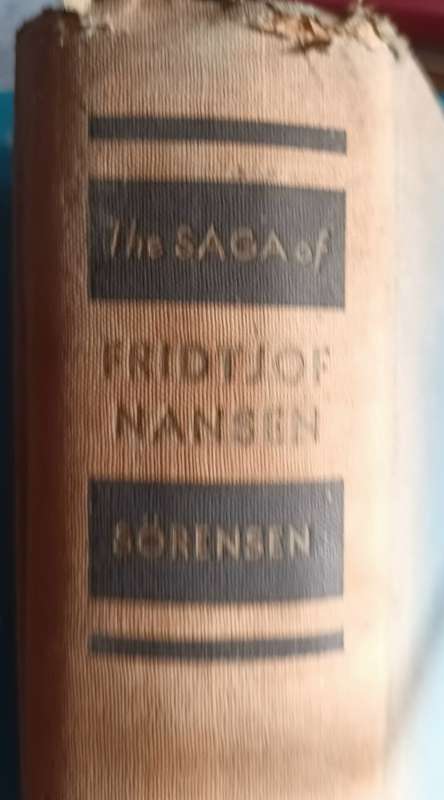 The SAGA of
FRIDTJOF
NANSEN
SÖRENSEN